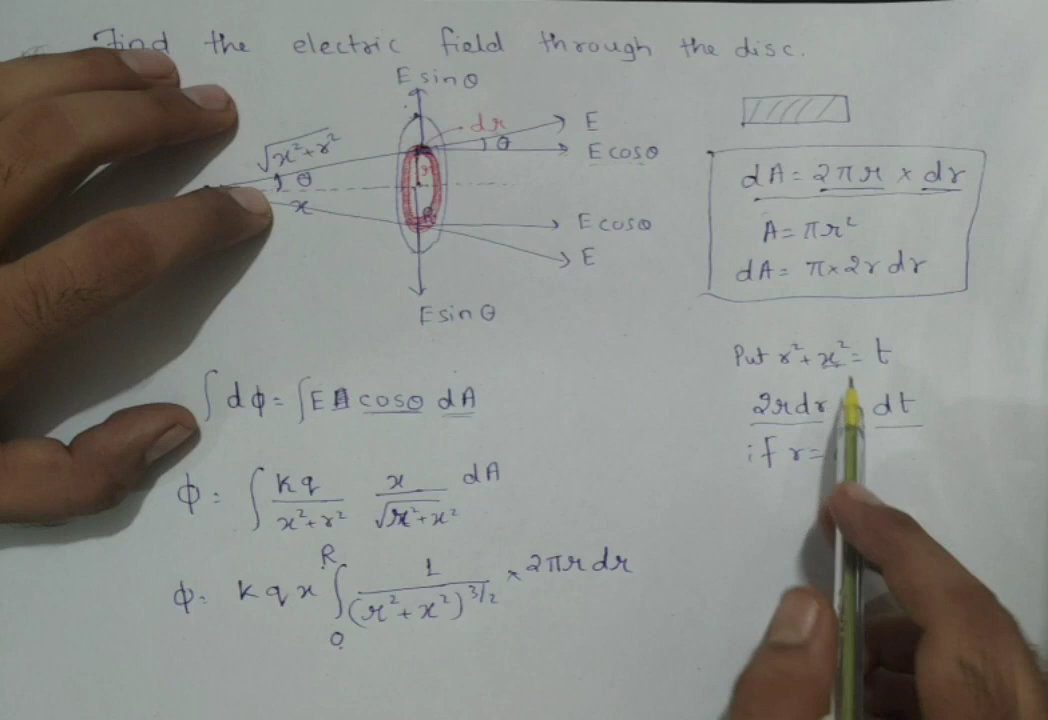 Find the electric field through the disc.
E sinθ
dr
E
θ
E cosθ
√x²+r²
θ
r
x
R
E cosθ
E
E sinθ
dA = 2πr × dr
A = πr²
dA = π×2r dr
∫dϕ = ∫E cosθ dA
ϕ = ∫ kq/x²+r² x/√r²+x² dA
ϕ = kqx ∫₀ᴿ 1/(r²+x²)^3/2 × 2πr dr
Put r²+x² = t
2rdr dt
if r=